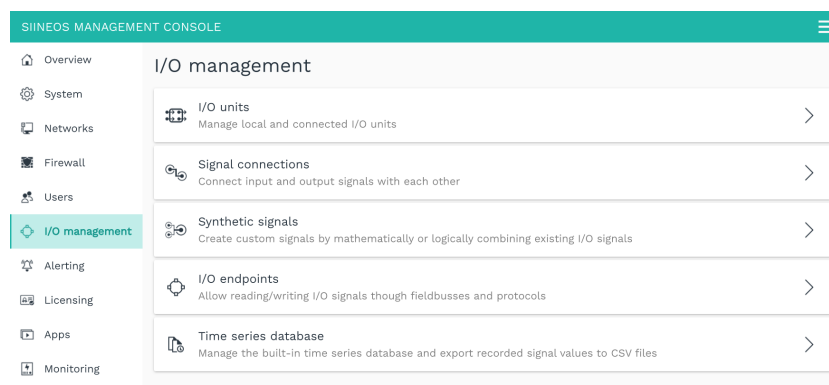 SIINEOS MANAGEMENT CONSOLE
Overview
System
Networks
Firewall
Users
I/O management
Alerting
Licensing
Apps
Monitoring
I/O management
I/O units
Manage local and connected I/O units
Signal connections
Connect input and output signals with each other
Synthetic signals
Create custom signals by mathematically or logically combining existing I/O signals
I/O endpoints
Allow reading/writing I/O signals though fieldbusses and protocols
Time series database
Manage the built-in time series database and export recorded signal values to CSV files